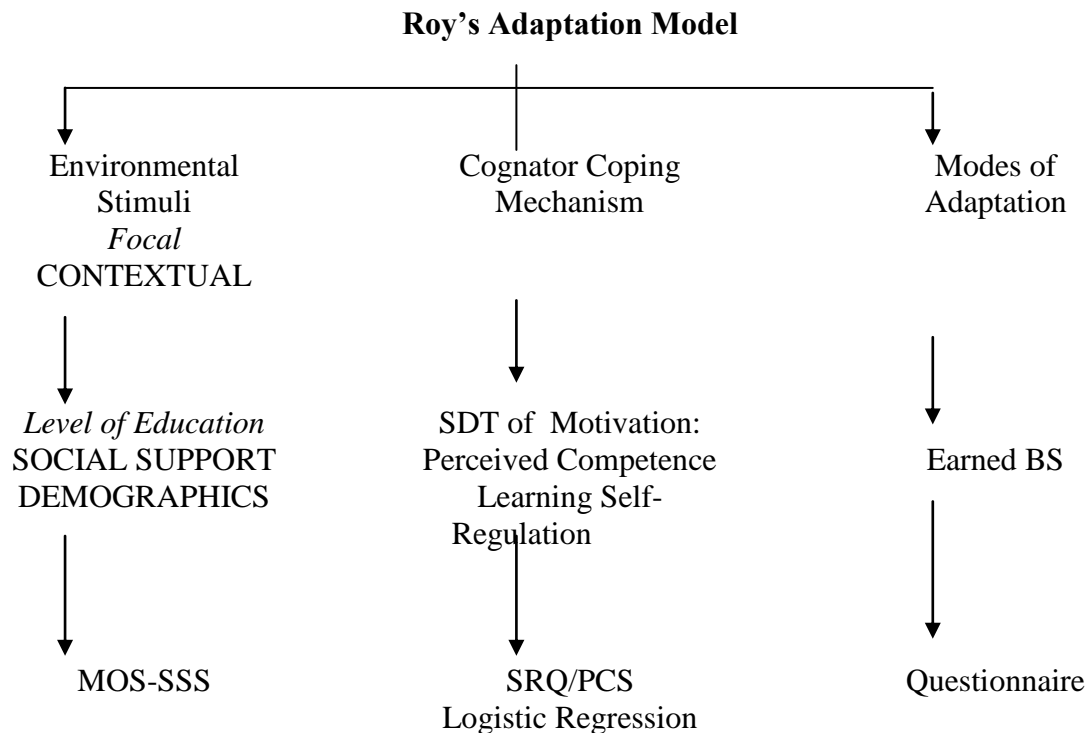 Roy's Adaptation Model
Environmental
Stimuli
Focal
CONTEXTUAL
Cognator Coping
Mechanism
Modes of
Adaptation
Level of Education
SOCIAL SUPPORT
DEMOGRAPHICS
SDT of Motivation:
Perceived Competence
Learning Self-
Regulation
Earned BS
MOS-SSS
SRQ/PCS
Logistic Regression
Questionnaire